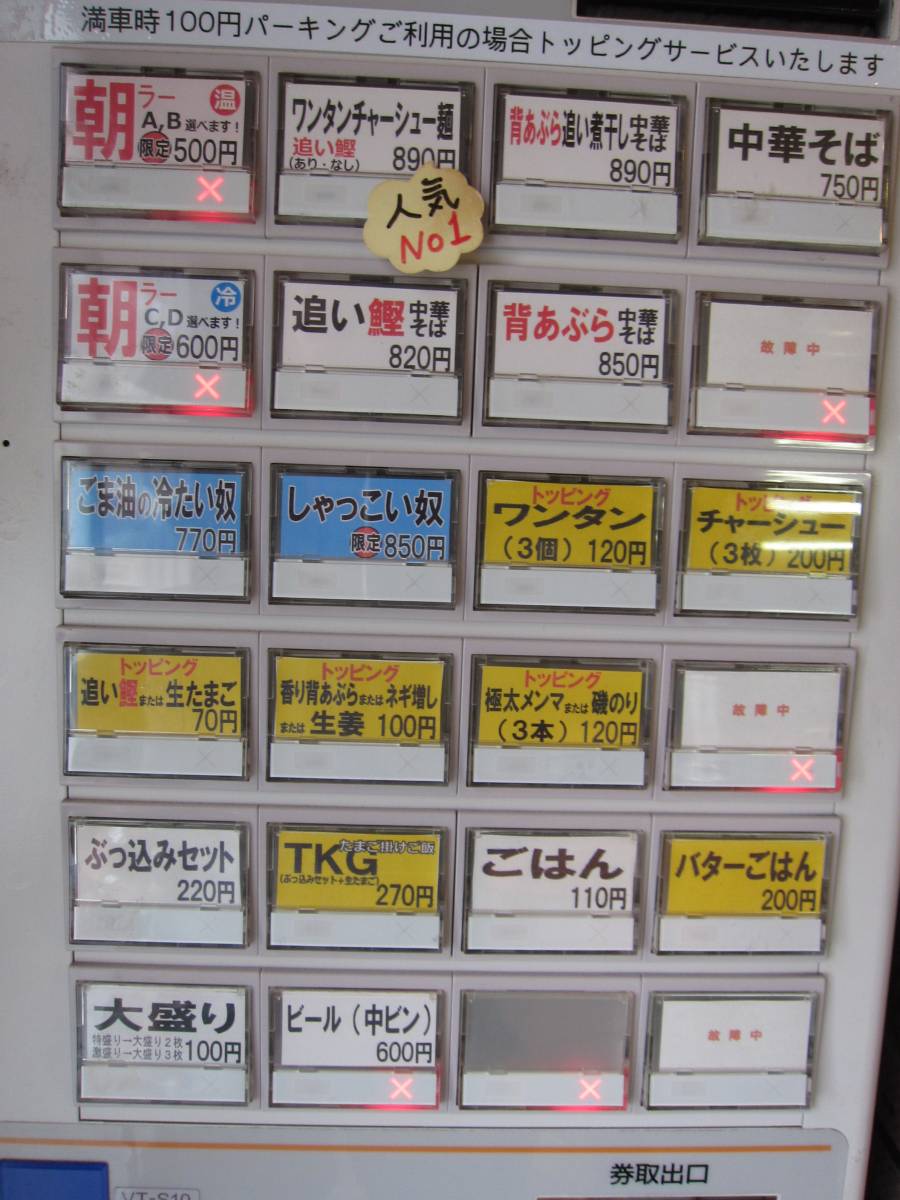 満車時100円パーキングご利用の場合トッピングサービスいたします
朝ラー 温
A,B 選べます!
限定 500円
ワンタンチャーシュー麺
追い鰹
(あり・なし) 890円
人気
No1
背あぶら追い煮干し中華そば
890円
中華そば
750円
朝ラー 冷
C,D 選べます!
限定 600円
追い鰹中華そば
820円
背あぶら中華そば
850円
故障中
ごま油の冷たい奴
770円
しゃっこい奴
限定 850円
トッピング
ワンタン
(3個) 120円
トッピング
チャーシュー
(3枚) 200円
トッピング
追い鰹または生たまご
70円
トッピング
香り背あぶらまたはネギ増し
または生姜 100円
トッピング
極太メンマまたは磯のり
(3本) 120円
故障中
ぶっ込みセット
220円
TKG たまご掛けご飯
(ぶっ込みセット+生たまご)
270円
ごはん
110円
バターごはん
200円
大盛り
特盛り→大盛り2枚
激盛り→大盛り3枚 100円
ビール(中ビン)
600円
故障中
券取出口
VT-S10